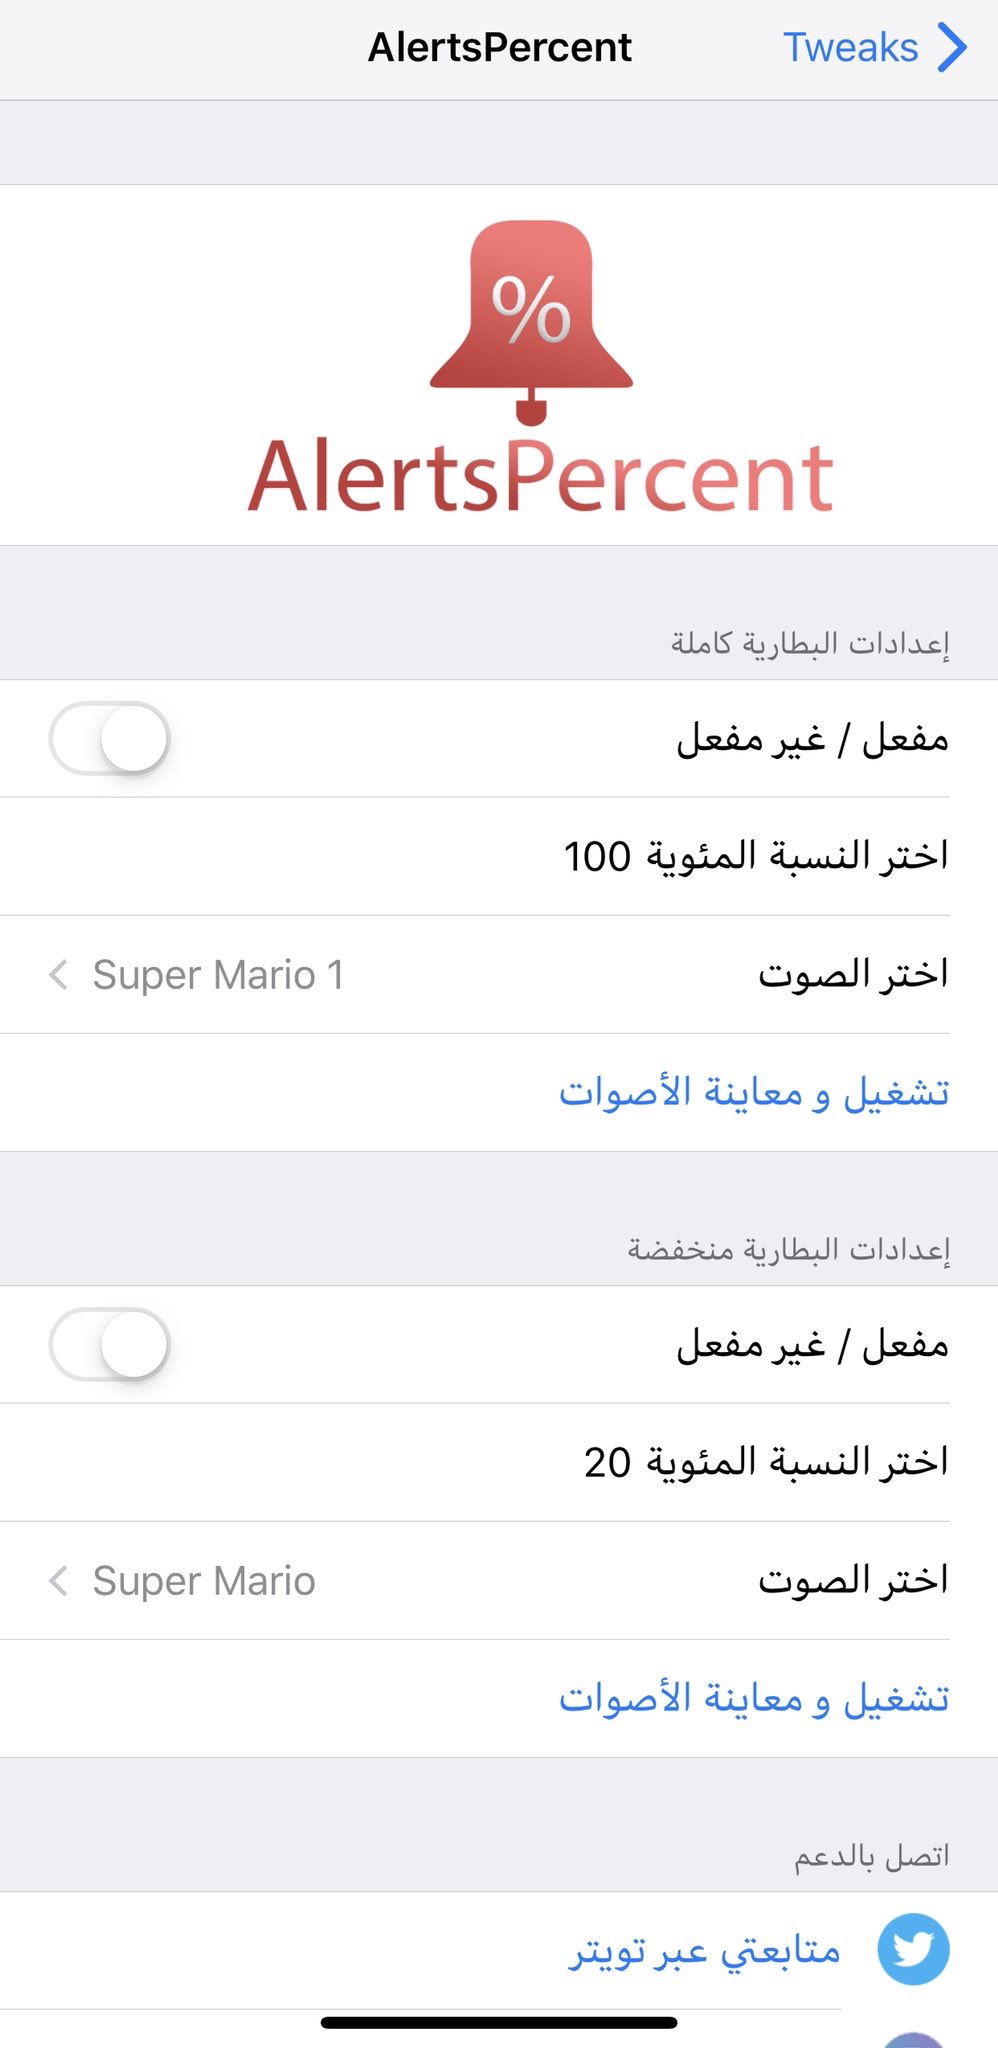 AlertsPercent
Tweaks
%
AlertsPercent
إعدادات البطارية كاملة
مفعل / غير مفعل
اختر النسبة المئوية 100
اختر الصوت Super Mario 1
تشغيل و معاينة الأصوات
إعدادات البطارية منخفضة
مفعل / غير مفعل
اختر النسبة المئوية 20
اختر الصوت Super Mario
تشغيل و معاينة الأصوات
اتصل بالدعم
متابعتي عبر تويتر